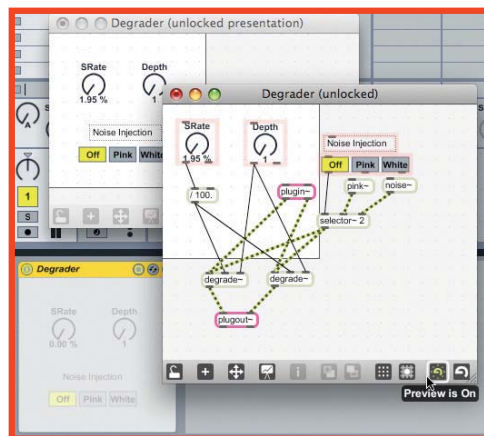 Degrader (unlocked presentation)
SRate
Depth
1.95 %
1
Noise Injection
Off
Pink
White
A
1
S
Degrader (unlocked)
SRate
Depth
1.95 %
1
Noise Injection
Off
Pink
White
/ 100.
plugin~
pink~
noise~
selector~ 2
degrade~
degrade~
plugout~
Preview is On
Degrader
SRate
Depth
0.00 %
1
Noise Injection
Off
Pink
White